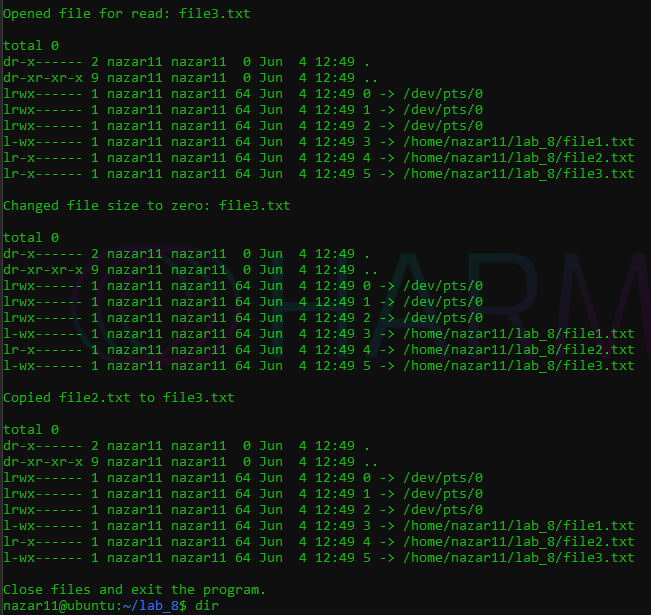 Opened file for read: file3.txt
total 0
dr-x------ 2 nazar11 nazar11  0 Jun  4 12:49 .
dr-xr-xr-x 9 nazar11 nazar11  0 Jun  4 12:49 ..
lrwx------ 1 nazar11 nazar11 64 Jun  4 12:49 0 -> /dev/pts/0
lrwx------ 1 nazar11 nazar11 64 Jun  4 12:49 1 -> /dev/pts/0
lrwx------ 1 nazar11 nazar11 64 Jun  4 12:49 2 -> /dev/pts/0
l-wx------ 1 nazar11 nazar11 64 Jun  4 12:49 3 -> /home/nazar11/lab_8/file1.txt
lr-x------ 1 nazar11 nazar11 64 Jun  4 12:49 4 -> /home/nazar11/lab_8/file2.txt
lr-x------ 1 nazar11 nazar11 64 Jun  4 12:49 5 -> /home/nazar11/lab_8/file3.txt
Changed file size to zero: file3.txt
total 0
dr-x------ 2 nazar11 nazar11  0 Jun  4 12:49 .
dr-xr-xr-x 9 nazar11 nazar11  0 Jun  4 12:49 ..
lrwx------ 1 nazar11 nazar11 64 Jun  4 12:49 0 -> /dev/pts/0
lrwx------ 1 nazar11 nazar11 64 Jun  4 12:49 1 -> /dev/pts/0
lrwx------ 1 nazar11 nazar11 64 Jun  4 12:49 2 -> /dev/pts/0
l-wx------ 1 nazar11 nazar11 64 Jun  4 12:49 3 -> /home/nazar11/lab_8/file1.txt
lr-x------ 1 nazar11 nazar11 64 Jun  4 12:49 4 -> /home/nazar11/lab_8/file2.txt
l-wx------ 1 nazar11 nazar11 64 Jun  4 12:49 5 -> /home/nazar11/lab_8/file3.txt
Copied file2.txt to file3.txt
total 0
dr-x------ 2 nazar11 nazar11  0 Jun  4 12:49 .
dr-xr-xr-x 9 nazar11 nazar11  0 Jun  4 12:49 ..
lrwx------ 1 nazar11 nazar11 64 Jun  4 12:49 0 -> /dev/pts/0
lrwx------ 1 nazar11 nazar11 64 Jun  4 12:49 1 -> /dev/pts/0
lrwx------ 1 nazar11 nazar11 64 Jun  4 12:49 2 -> /dev/pts/0
l-wx------ 1 nazar11 nazar11 64 Jun  4 12:49 3 -> /home/nazar11/lab_8/file1.txt
lr-x------ 1 nazar11 nazar11 64 Jun  4 12:49 4 -> /home/nazar11/lab_8/file2.txt
l-wx------ 1 nazar11 nazar11 64 Jun  4 12:49 5 -> /home/nazar11/lab_8/file3.txt
Close files and exit the program.
nazar11@ubuntu:~/lab_8$ dir